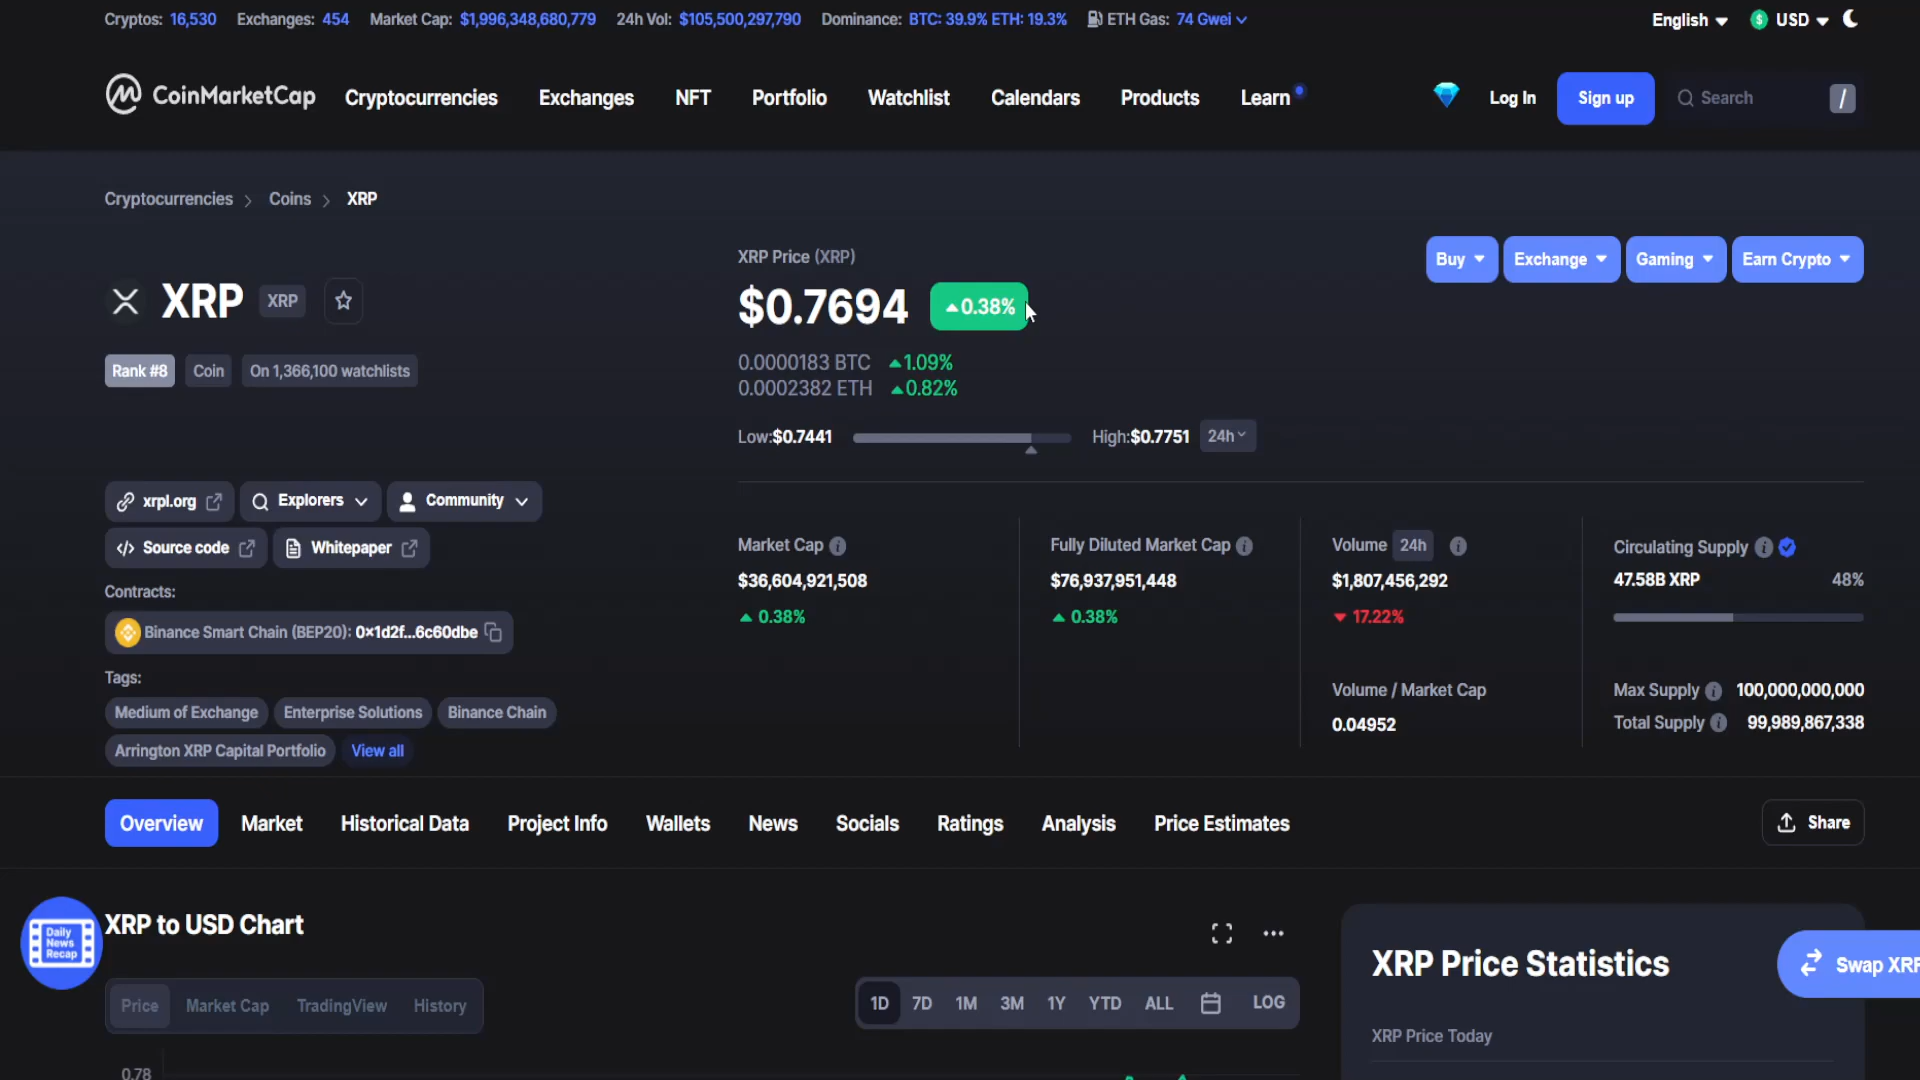 Cryptos: 16,530 Exchanges: 454 Market Cap: $1,996,348,680,779 24h Vol: $105,500,297,790 Dominance: BTC: 39.9% ETH: 19.3% ETH Gas: 74 Gwei English USD
CoinMarketCap Cryptocurrencies Exchanges NFT Portfolio Watchlist Calendars Products Learn Log In Sign up Search /
Cryptocurrencies Coins XRP
XRP Price (XRP)
Buy Exchange Gaming Earn Crypto
XRP XRP
$0.7694 0.38%
Rank #8 Coin On 1,366,100 watchlists
0.0000183 BTC 1.09%
0.0002382 ETH 0.82%
Low:$0.7441 High:$0.7751 24h
xrpl.org Explorers Community
Source code Whitepaper
Contracts:
Binance Smart Chain (BEP20): 0x1d2f...6c60dbe
Tags:
Medium of Exchange Enterprise Solutions Binance Chain
Arrington XRP Capital Portfolio View all
Market Cap
$36,604,921,508
0.38%
Fully Diluted Market Cap
$76,937,951,448
0.38%
Volume 24h
$1,807,456,292
17.22%
Volume / Market Cap
0.04952
Circulating Supply
47.58B XRP 48%
Max Supply 100,000,000,000
Total Supply 99,989,867,338
Overview Market Historical Data Project Info Wallets News Socials Ratings Analysis Price Estimates Share
Daily
News
Recap
XRP to USD Chart
Price Market Cap TradingView History
1D 7D 1M 3M 1Y YTD ALL LOG
0.78
XRP Price Statistics
Swap XRP
XRP Price Today